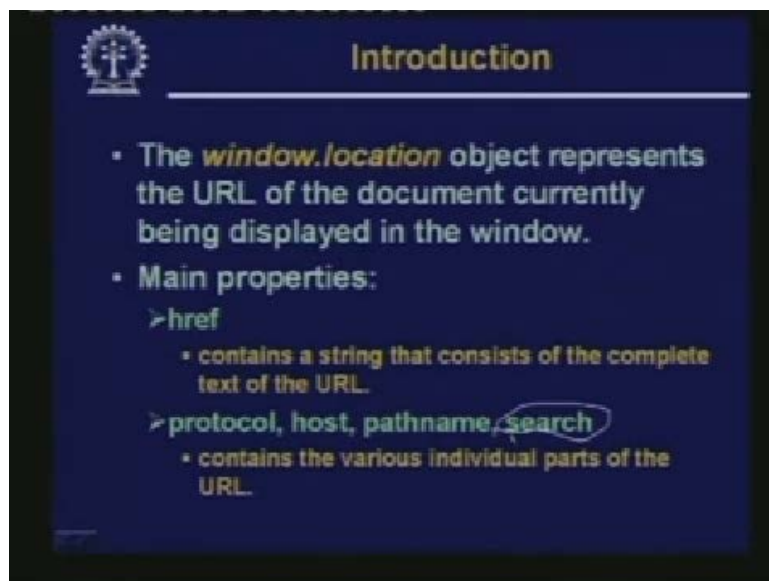 Introduction
▪ The window.location object represents
the URL of the document currently
being displayed in the window.
▪ Main properties:
➢href
▪ contains a string that consists of the complete
text of the URL.
➢protocol, host, pathname, search
▪ contains the various individual parts of the
URL.